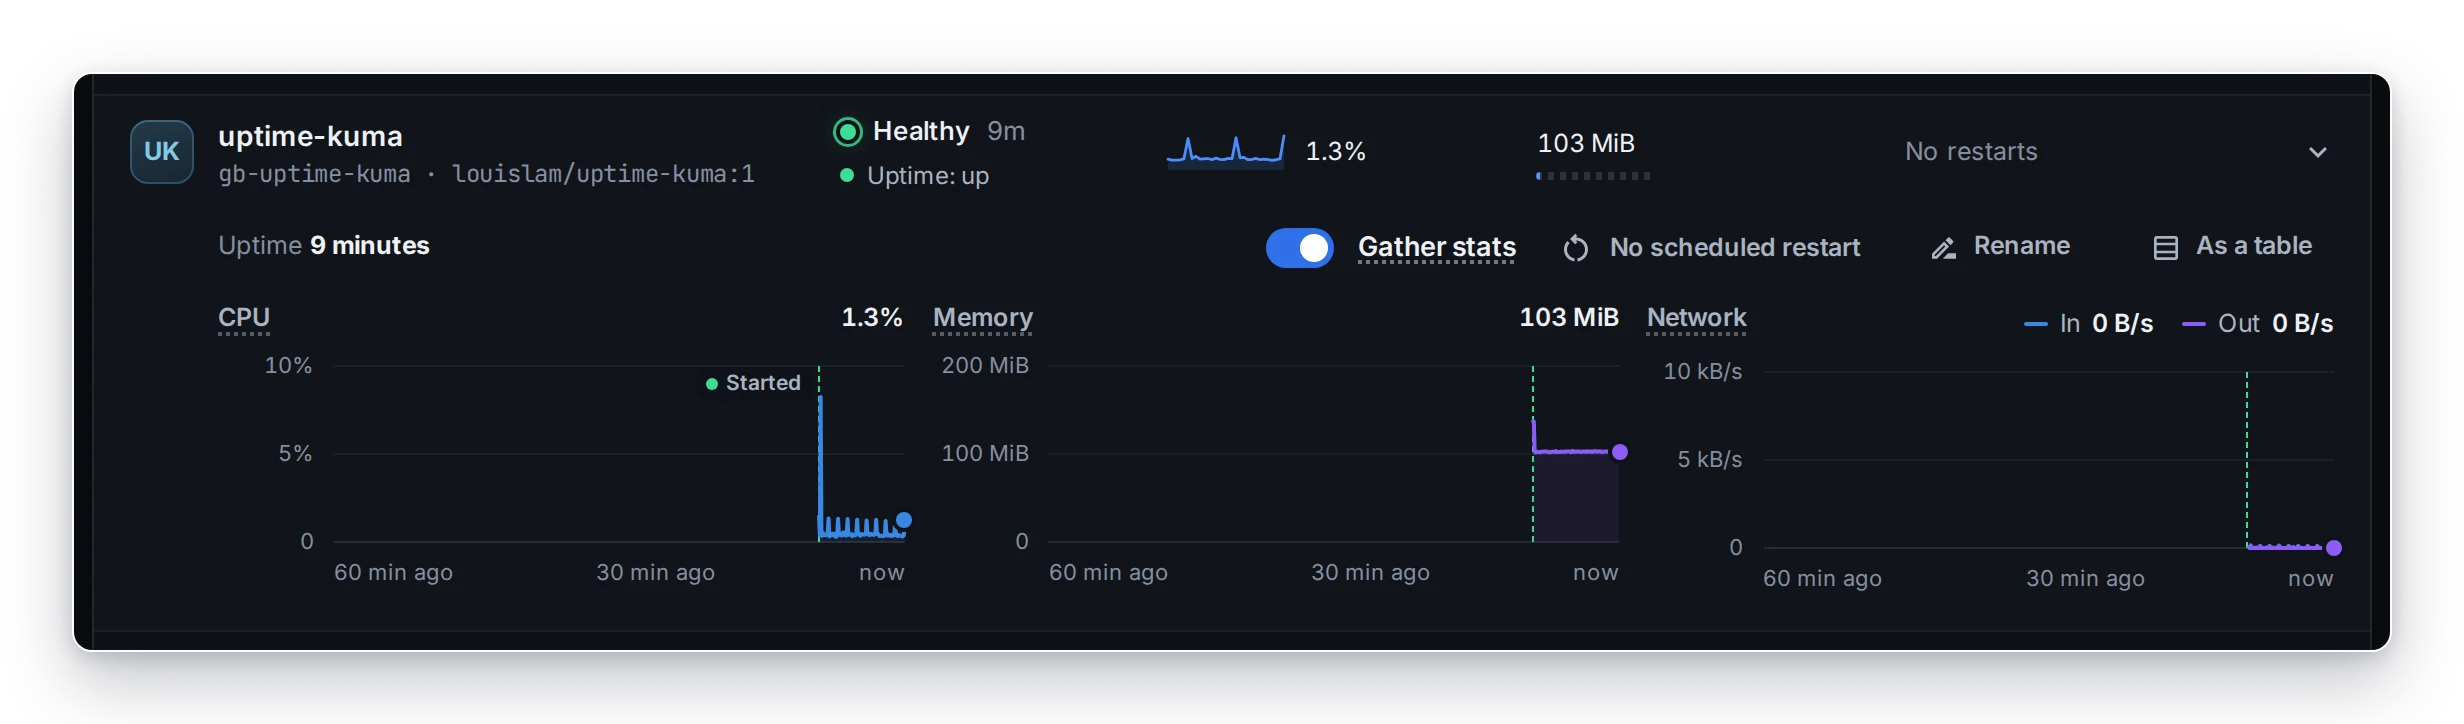 UK
uptime-kuma
gb-uptime-kuma · louislam/uptime-kuma:1
Healthy 9m
Uptime: up
1.3%
103 MiB
No restarts
Uptime 9 minutes
Gather stats
No scheduled restart
Rename
As a table
CPU
1.3%
10%
Started
5%
0
60 min ago
30 min ago
now
Memory
103 MiB
200 MiB
100 MiB
0
60 min ago
30 min ago
now
Network
In 0 B/s
Out 0 B/s
10 kB/s
5 kB/s
0
60 min ago
30 min ago
now